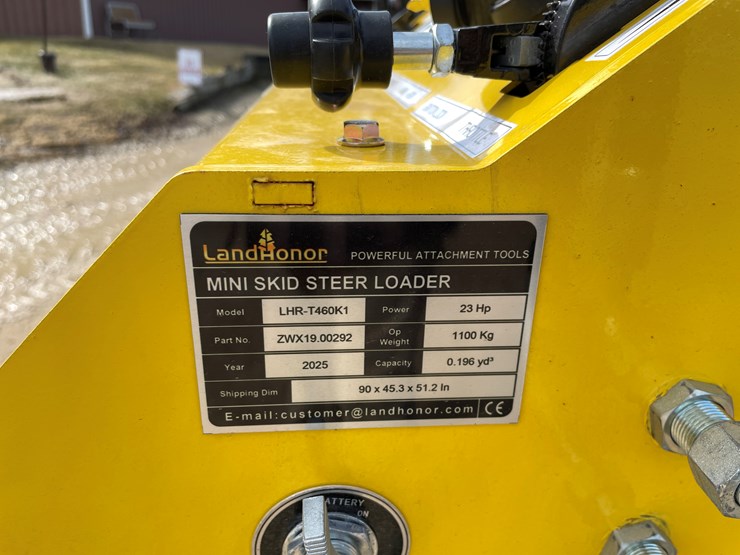 LandHonor POWERFUL ATTACHMENT TOOLS
MINI SKID STEER LOADER
Model LHR-T460K1 Power 23 Hp
Part No. ZWX19.00292 Op Weight 1100 Kg
Year 2025 Capacity 0.196 yd³
Shipping Dim 90 x 45.3 x 51.2 In
E-mail:customer@landhonor.com CE
BATTERY
ON